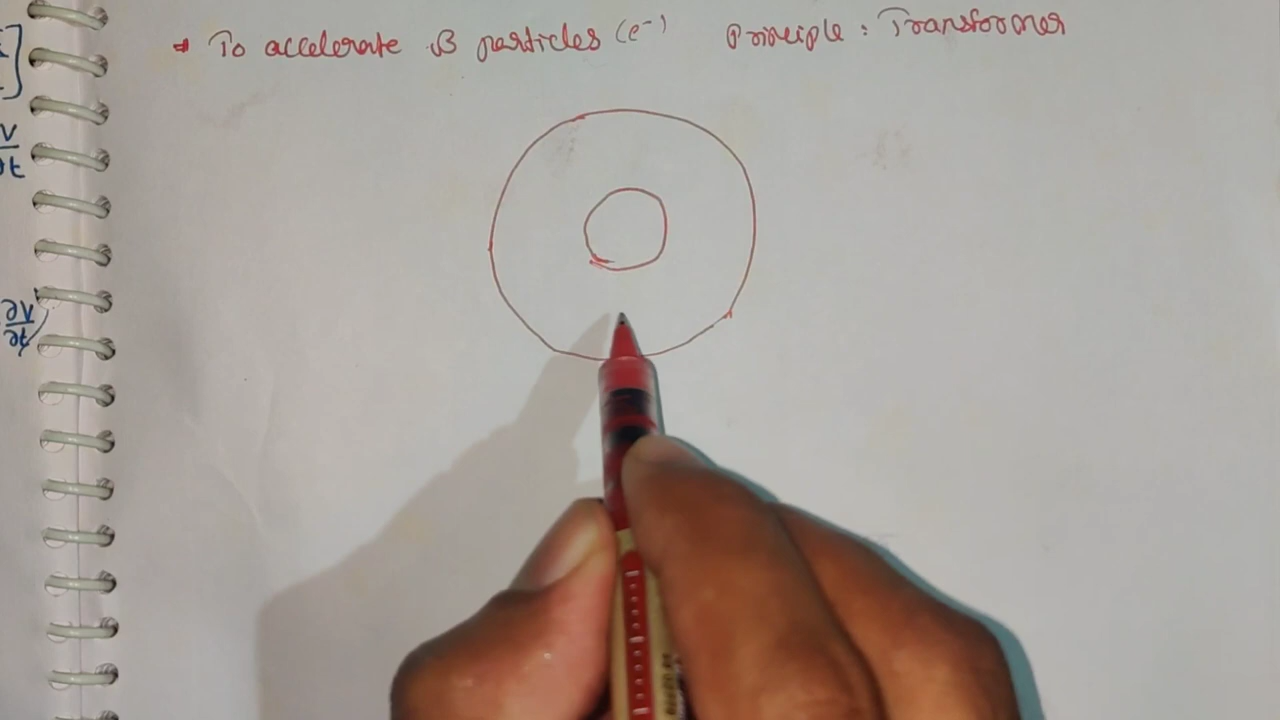 To accelerate β particles (e⁻) Principle : Transformer